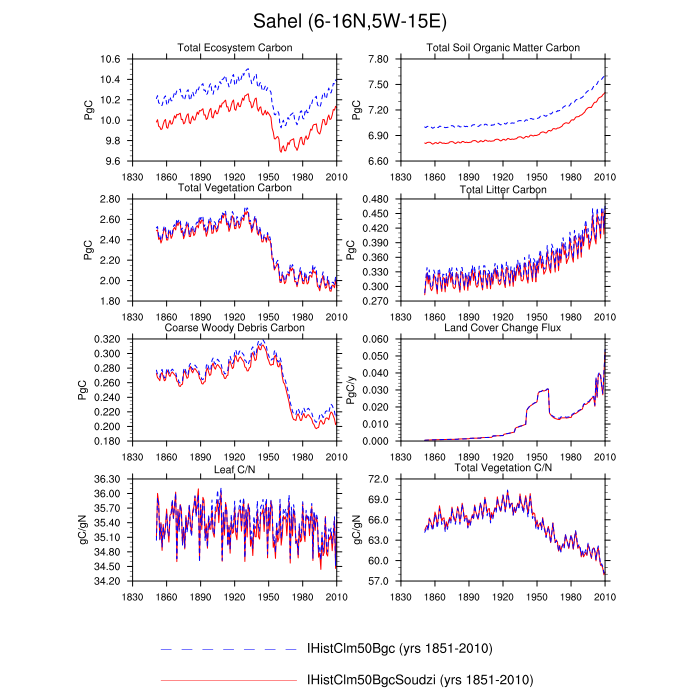 Sahel (6-16N,5W-15E)
Total Ecosystem Carbon
PgC
10.6
10.4
10.2
10.0
9.8
9.6
1830 1860 1890 1920 1950 1980 2010
Total Soil Organic Matter Carbon
PgC
7.80
7.50
7.20
6.90
6.60
1830 1860 1890 1920 1950 1980 2010
Total Vegetation Carbon
PgC
2.80
2.60
2.40
2.20
2.00
1.80
1830 1860 1890 1920 1950 1980 2010
Total Litter Carbon
PgC
0.480
0.450
0.420
0.390
0.360
0.330
0.300
0.270
1830 1860 1890 1920 1950 1980 2010
Coarse Woody Debris Carbon
PgC
0.320
0.300
0.280
0.260
0.240
0.220
0.200
0.180
1830 1860 1890 1920 1950 1980 2010
Land Cover Change Flux
PgC/y
0.060
0.050
0.040
0.030
0.020
0.010
0.000
1830 1860 1890 1920 1950 1980 2010
Leaf C/N
gC/gN
36.30
36.00
35.70
35.40
35.10
34.80
34.50
34.20
1830 1860 1890 1920 1950 1980 2010
Total Vegetation C/N
gC/gN
72.0
69.0
66.0
63.0
60.0
57.0
1830 1860 1890 1920 1950 1980 2010
IHistClm50Bgc (yrs 1851-2010)
IHistClm50BgcSoudzi (yrs 1851-2010)